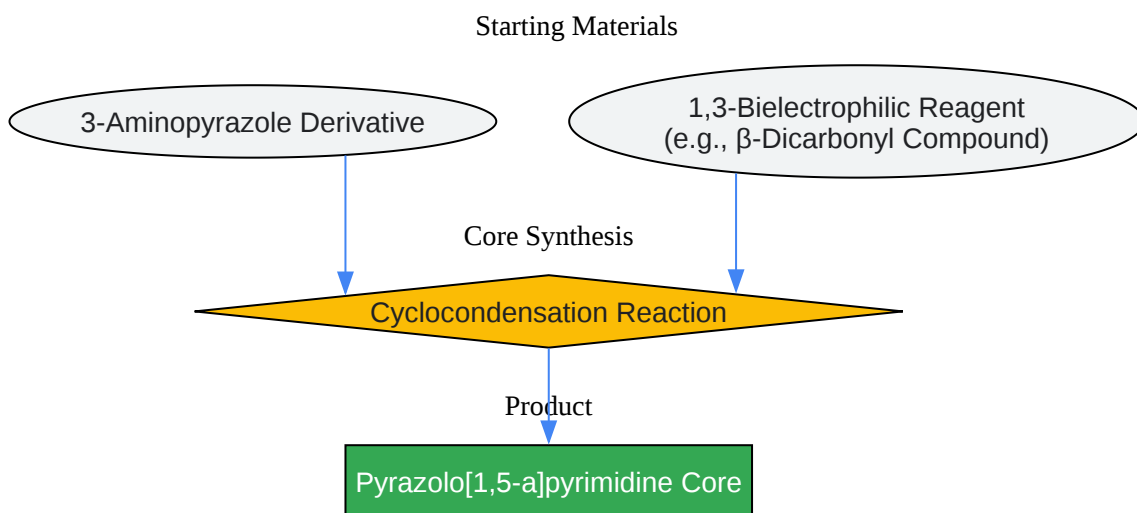 Starting Materials
3-Aminopyrazole Derivative
1,3-Bielectrophilic Reagent
(e.g., β-Dicarbonyl Compound)
Core Synthesis
Cyclocondensation Reaction
Product
Pyrazolo[1,5-a]pyrimidine Core